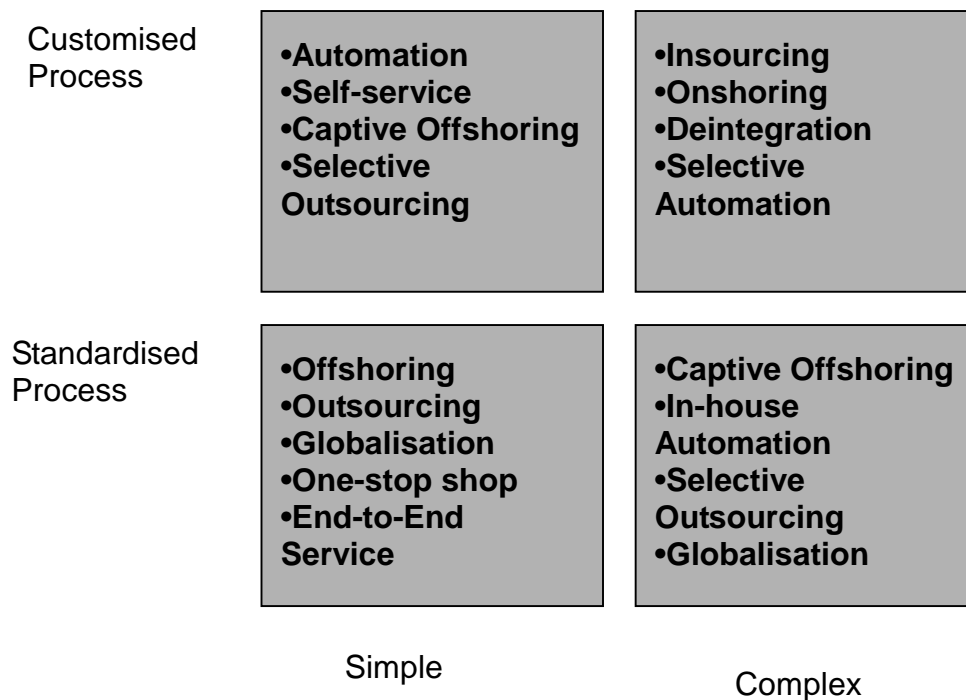 Customised
Process
•Automation
•Self-service
•Captive Offshoring
•Selective
Outsourcing
•Insourcing
•Onshoring
•Deintegration
•Selective
Automation
Standardised
Process
•Offshoring
•Outsourcing
•Globalisation
•One-stop shop
•End-to-End
Service
•Captive Offshoring
•In-house
Automation
•Selective
Outsourcing
•Globalisation
Simple
Complex